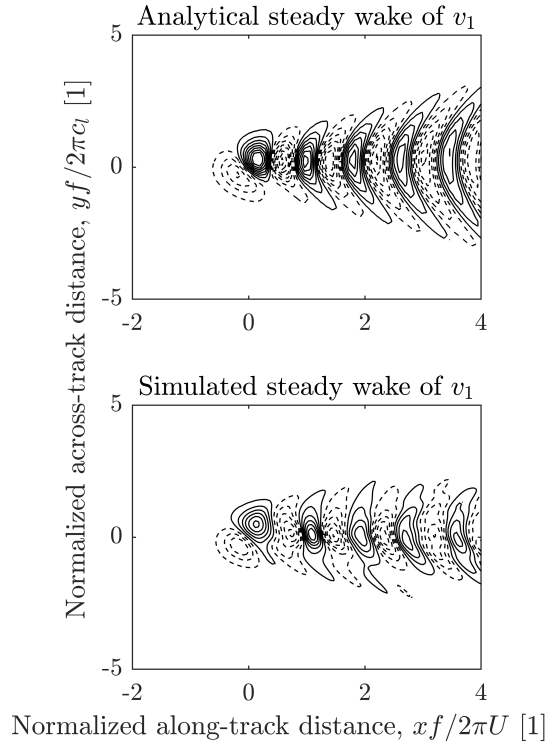 Analytical steady wake of v₁
5
0
-5
-2 0 2 4
Simulated steady wake of v₁
5
0
-5
-2 0 2 4
Normalized across-track distance, yf/2πcₗ [1]
Normalized along-track distance, xf/2πU [1]